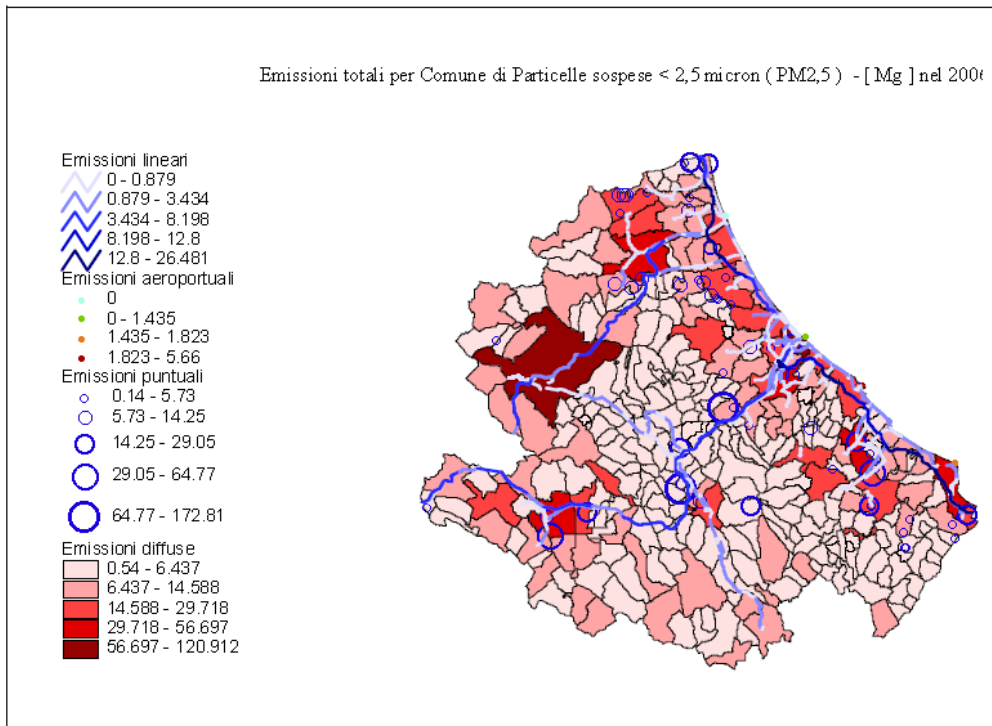 Emissioni totali per Comune di Particelle sospese < 2,5 micron ( PM2,5 ) - [ Mg ] nel 2006
Emissioni lineari
0 - 0.879
0.879 - 3.434
3.434 - 8.198
8.198 - 12.8
12.8 - 26.481
Emissioni aeroportuali
0
0 - 1.435
1.435 - 1.823
1.823 - 5.66
Emissioni puntuali
0.14 - 5.73
5.73 - 14.25
14.25 - 29.05
29.05 - 64.77
64.77 - 172.81
Emissioni diffuse
0.54 - 6.437
6.437 - 14.588
14.588 - 29.718
29.718 - 56.697
56.697 - 120.912